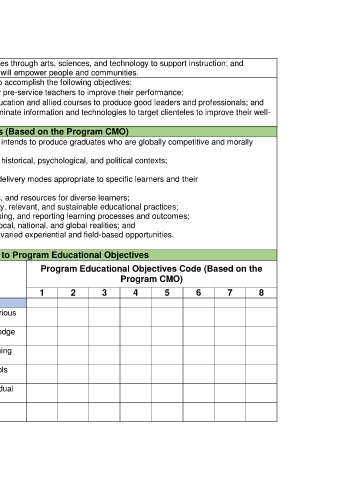 es through arts, sciences, and technology to support instruction; and
will empower people and communities.
to accomplish the following objectives:
pre-service teachers to improve their performance;
ucation and allied courses to produce good leaders and professionals; and
minate information and technologies to target clienteles to improve their well-
s (Based on the Program CMO)
intends to produce graduates who are globally competitive and morally
historical, psychological, and political contexts;
delivery modes appropriate to specific learners and their
, and resources for diverse learners;
y, relevant, and sustainable educational practices;
sing, and reporting learning processes and outcomes;
ocal, national, and global realities; and
varied experiential and field-based opportunities.
to Program Educational Objectives
Program Educational Objectives Code (Based on the
Program CMO)
1 2 3 4 5 6 7 8
rious
edge
ning
ols
dual